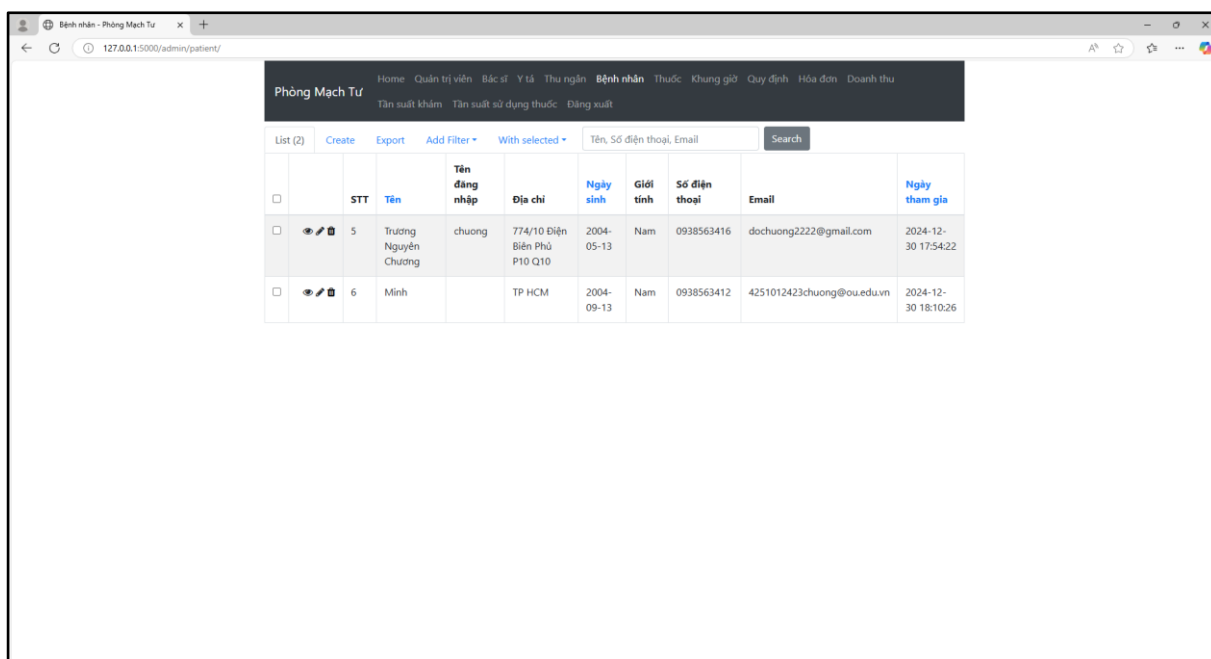 Bệnh nhân - Phòng Mạch Tư
127.0.0.1:5000/admin/patient/
Phòng Mạch Tư
Home Quản trị viên Bác sĩ Y tá Thu ngân Bệnh nhân Thuốc Khung giờ Quy định Hóa đơn Doanh thu
Tần suất khám Tần suất sử dụng thuốc Đăng xuất
List (2) Create Export Add Filter With selected Tên, Số điện thoại, Email Search
STT Tên Tên đăng nhập Địa chỉ Ngày sinh Giới tính Số điện thoại Email Ngày tham gia
5 Trương Nguyên Chương chuong 774/10 Điện Biên Phủ P10 Q10 2004-05-13 Nam 0938563416 dochuong2222@gmail.com 2024-12-30 17:54:22
6 Minh TP HCM 2004-09-13 Nam 0938563412 4251012423chuong@ou.edu.vn 2024-12-30 18:10:26